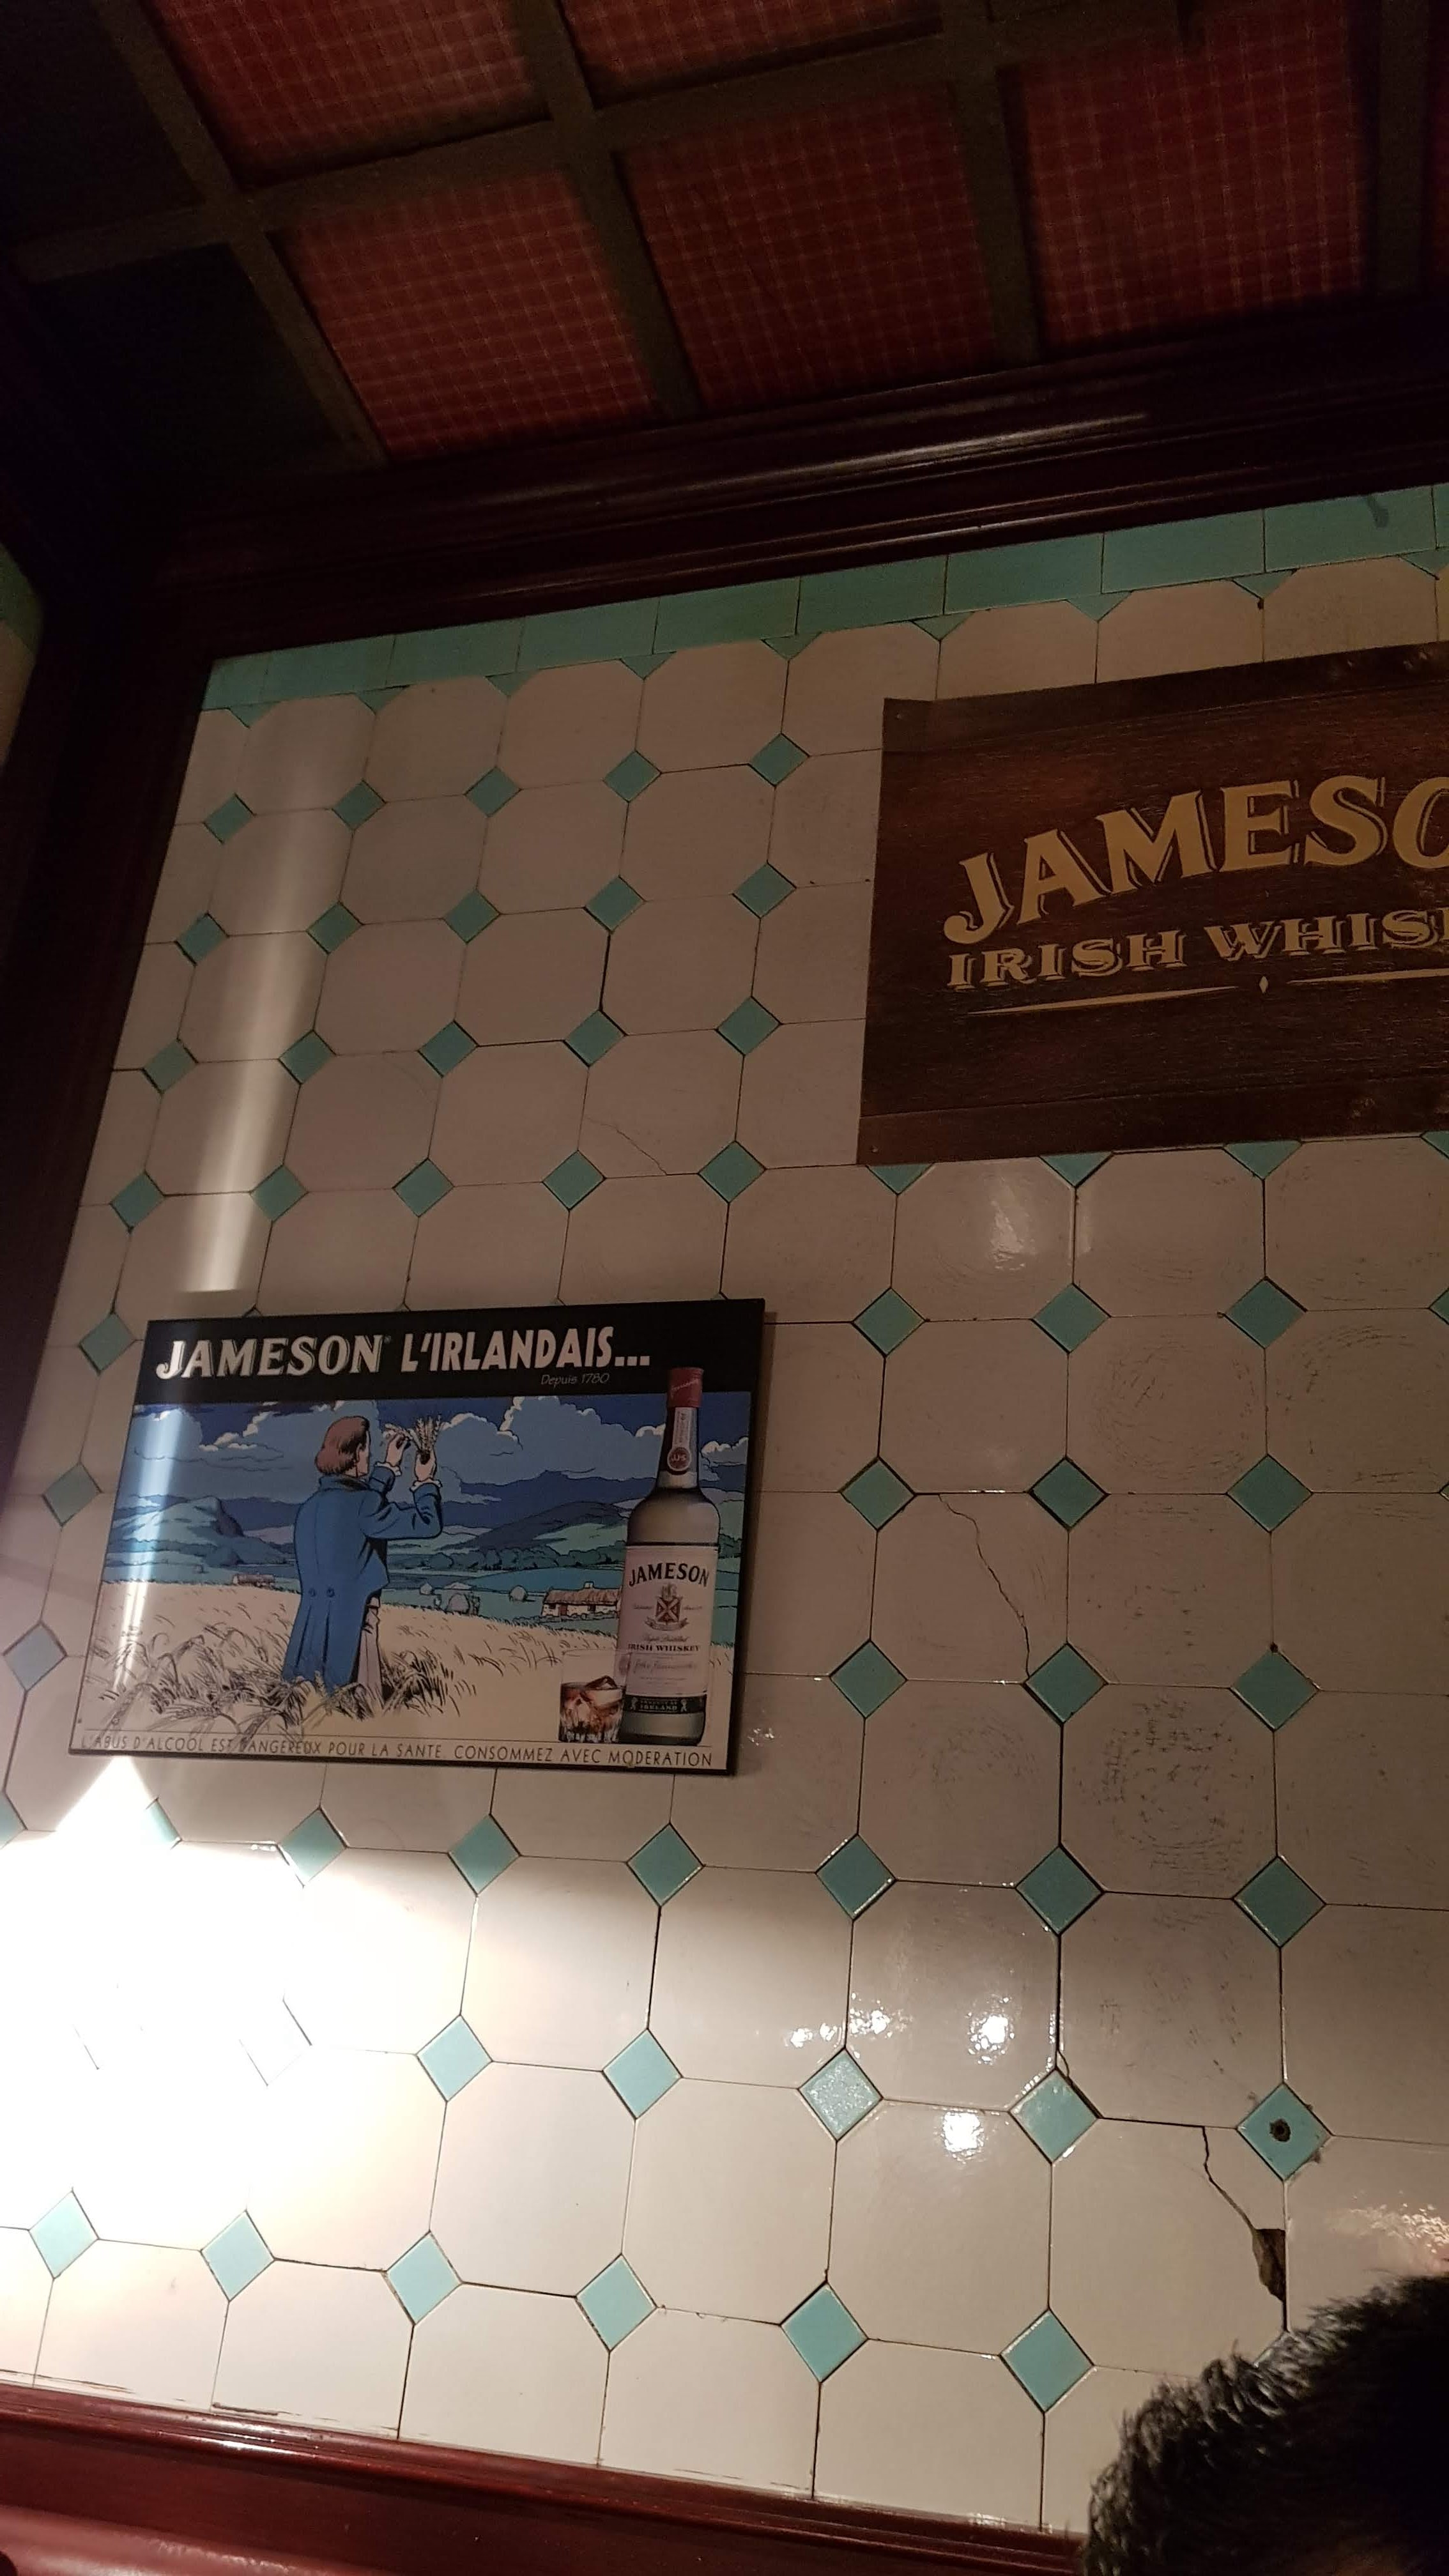 JAMESO
IRISH WHIS
JAMESON® L'IRLANDAIS...
Depuis 1780
JAMESON
IRISH WHISKEY
IRELAND
L'ABUS D'ALCOOL EST DANGEREUX POUR LA SANTE. CONSOMMEZ AVEC MODERATION